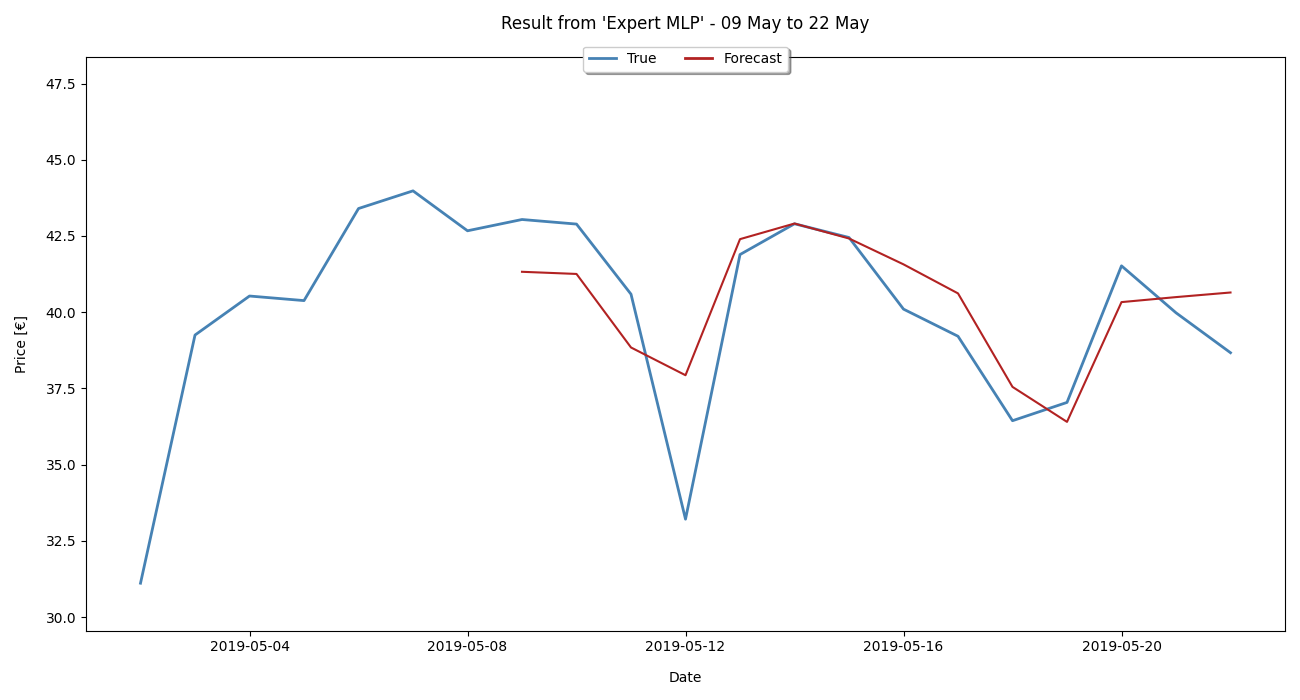 Result from 'Expert MLP' - 09 May to 22 May
True Forecast
47.5
45.0
42.5
40.0
37.5
35.0
32.5
30.0
Price [€]
2019-05-04 2019-05-08 2019-05-12 2019-05-16 2019-05-20
Date